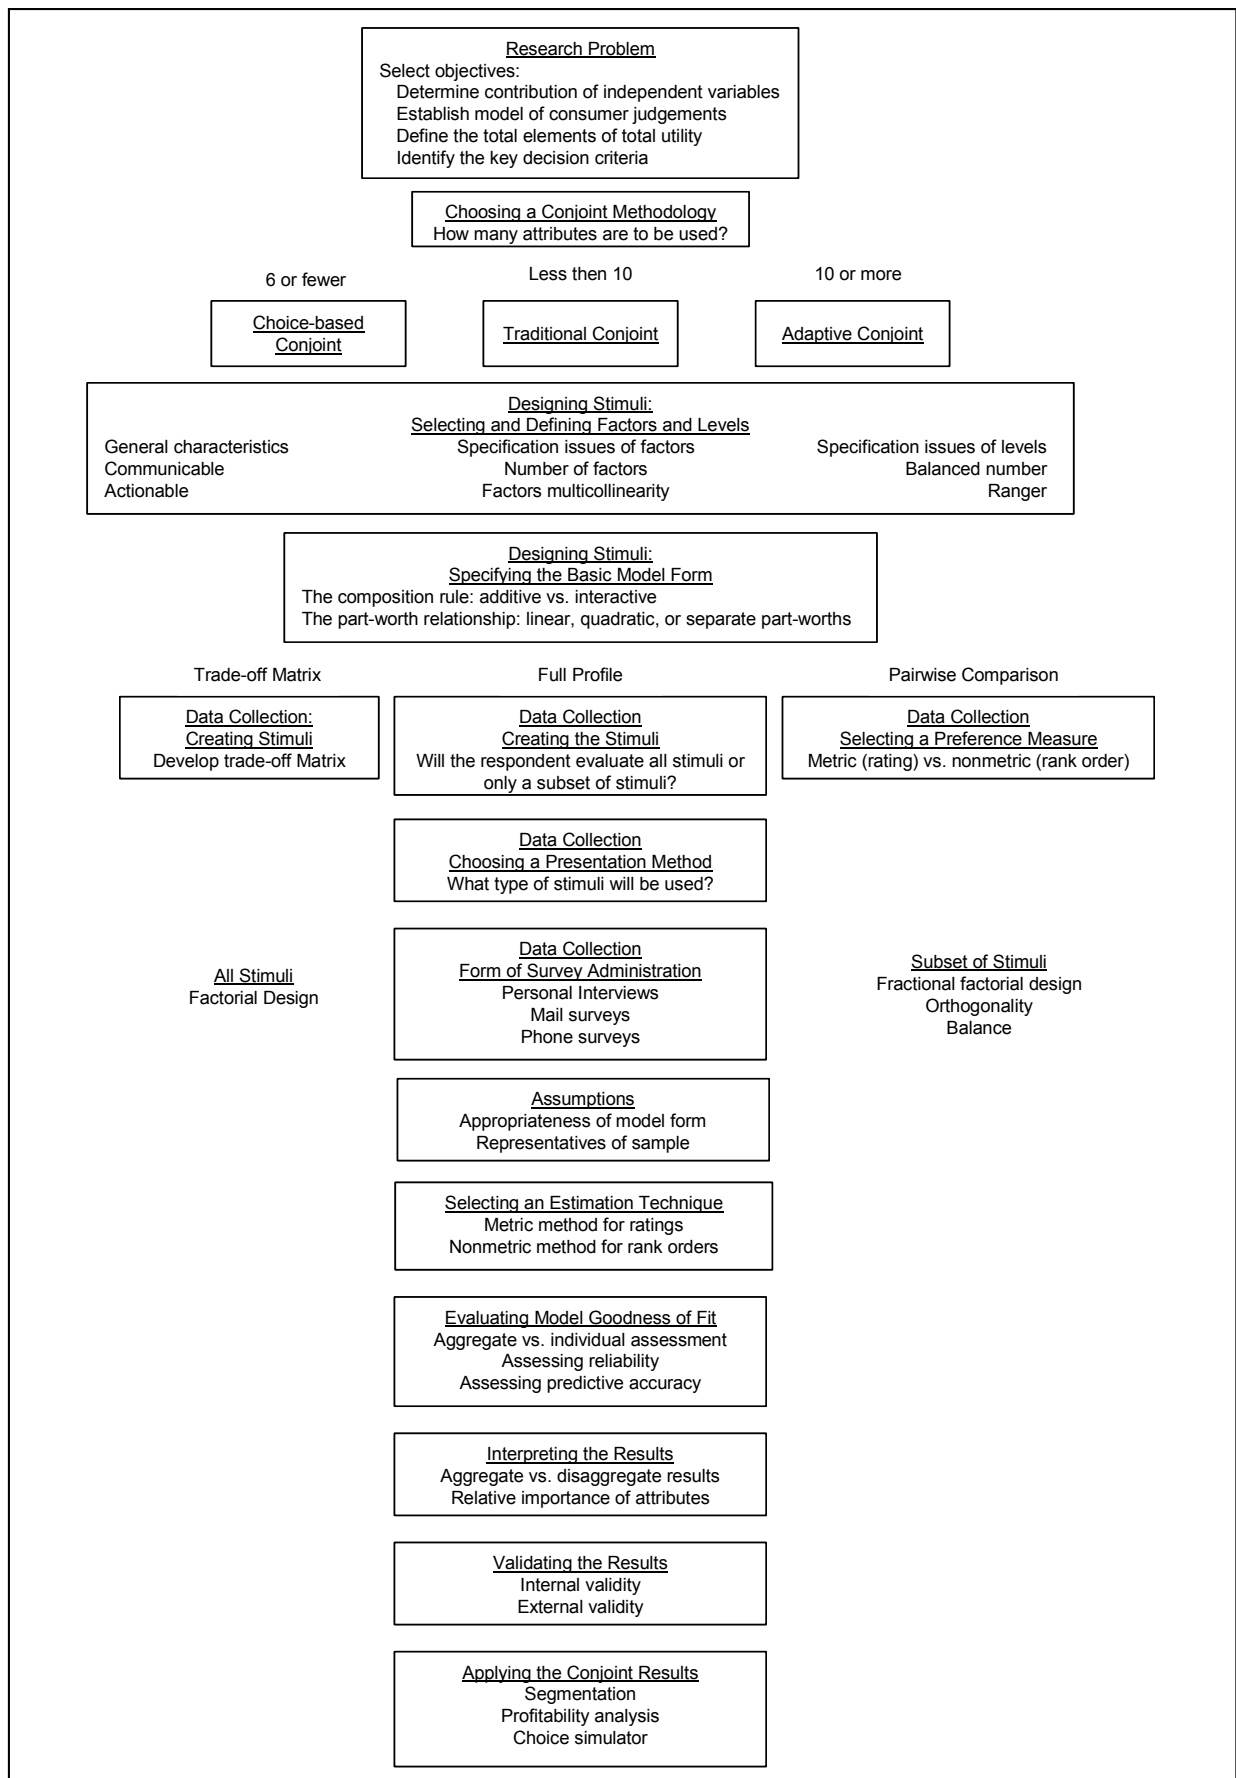 Research Problem
Select objectives:
Determine contribution of independent variables
Establish model of consumer judgements
Define the total elements of total utility
Identify the key decision criteria
Choosing a Conjoint Methodology
How many attributes are to be used?
6 or fewer
Less then 10
10 or more
Choice-based
Conjoint
Traditional Conjoint
Adaptive Conjoint
Designing Stimuli:
Selecting and Defining Factors and Levels
General characteristics
Communicable
Actionable
Specification issues of factors
Number of factors
Factors multicollinearity
Specification issues of levels
Balanced number
Ranger
Designing Stimuli:
Specifying the Basic Model Form
The composition rule: additive vs. interactive
The part-worth relationship: linear, quadratic, or separate part-worths
Trade-off Matrix
Full Profile
Pairwise Comparison
Data Collection:
Creating Stimuli
Develop trade-off Matrix
Data Collection
Creating the Stimuli
Will the respondent evaluate all stimuli or
only a subset of stimuli?
Data Collection
Selecting a Preference Measure
Metric (rating) vs. nonmetric (rank order)
Data Collection
Choosing a Presentation Method
What type of stimuli will be used?
All Stimuli
Factorial Design
Data Collection
Form of Survey Administration
Personal Interviews
Mail surveys
Phone surveys
Subset of Stimuli
Fractional factorial design
Orthogonality
Balance
Assumptions
Appropriateness of model form
Representatives of sample
Selecting an Estimation Technique
Metric method for ratings
Nonmetric method for rank orders
Evaluating Model Goodness of Fit
Aggregate vs. individual assessment
Assessing reliability
Assessing predictive accuracy
Interpreting the Results
Aggregate vs. disaggregate results
Relative importance of attributes
Validating the Results
Internal validity
External validity
Applying the Conjoint Results
Segmentation
Profitability analysis
Choice simulator